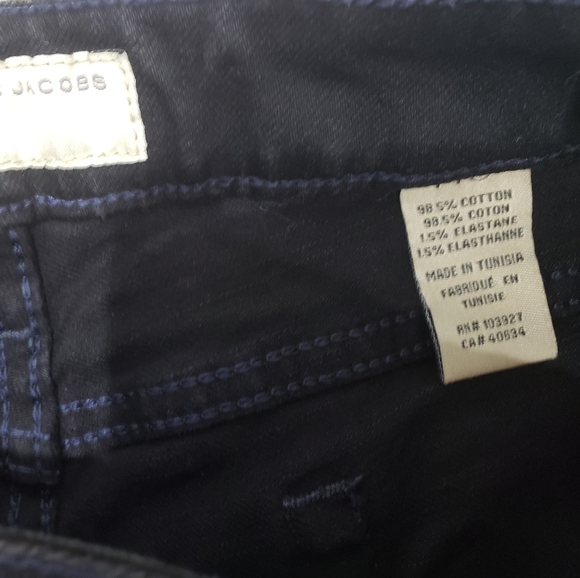 JACOBS
98.5% COTTON
98.5% COTON
1.5% ELASTANE
1.5% ELASTHANNE
MADE IN TUNISIA
FABRIQUÉ EN
TUNISIE
RN# 103927
CA# 40634